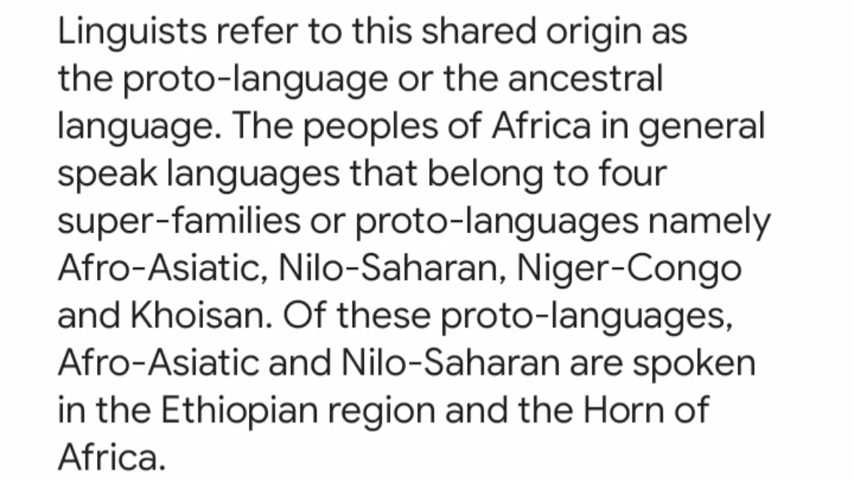 Linguists refer to this shared origin as
the proto-language or the ancestral
language. The peoples of Africa in general
speak languages that belong to four
super-families or proto-languages namely
Afro-Asiatic, Nilo-Saharan, Niger-Congo
and Khoisan. Of these proto-languages,
Afro-Asiatic and Nilo-Saharan are spoken
in the Ethiopian region and the Horn of
Africa.